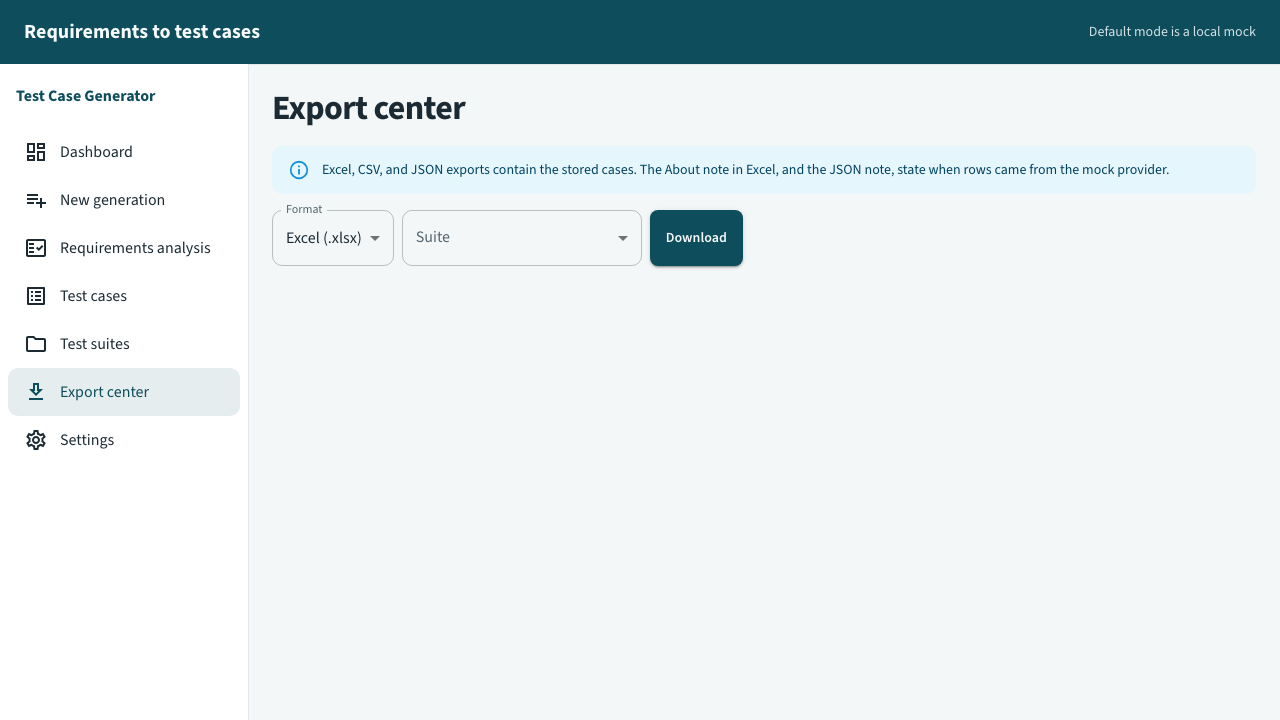 Requirements to test cases
Default mode is a local mock
Test Case Generator
Dashboard
New generation
Requirements analysis
Test cases
Test suites
Export center
Settings
Export center
Excel, CSV, and JSON exports contain the stored cases. The About note in Excel, and the JSON note, state when rows came from the mock provider.
Format
Excel (.xlsx)
Suite
Download